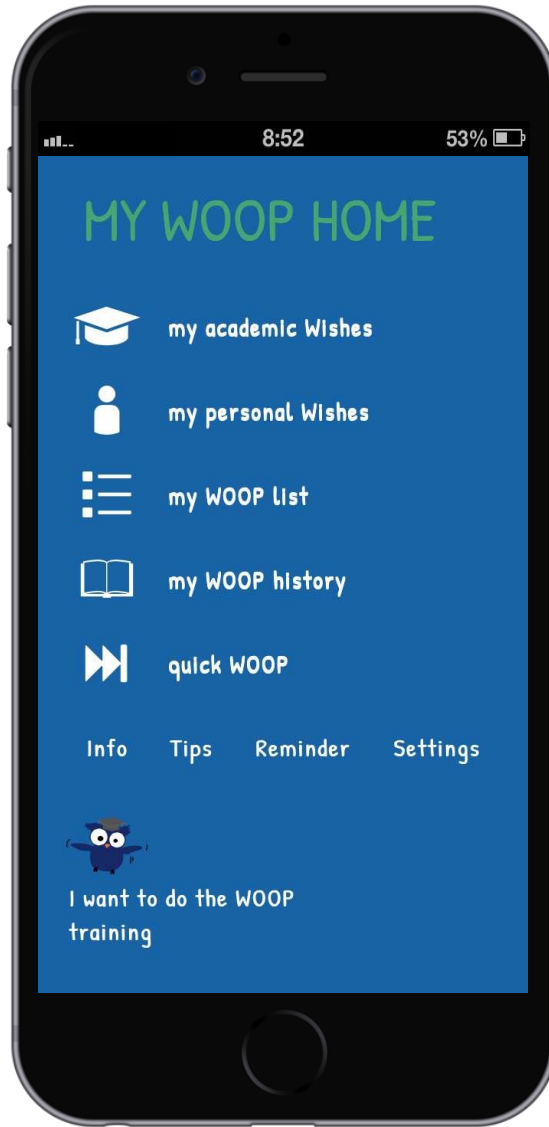 8:52
53%
MY WOOP HOME
my academic Wishes
my personal Wishes
my WOOP list
my WOOP history
quick WOOP
Info Tips Reminder Settings
I want to do the WOOP
training